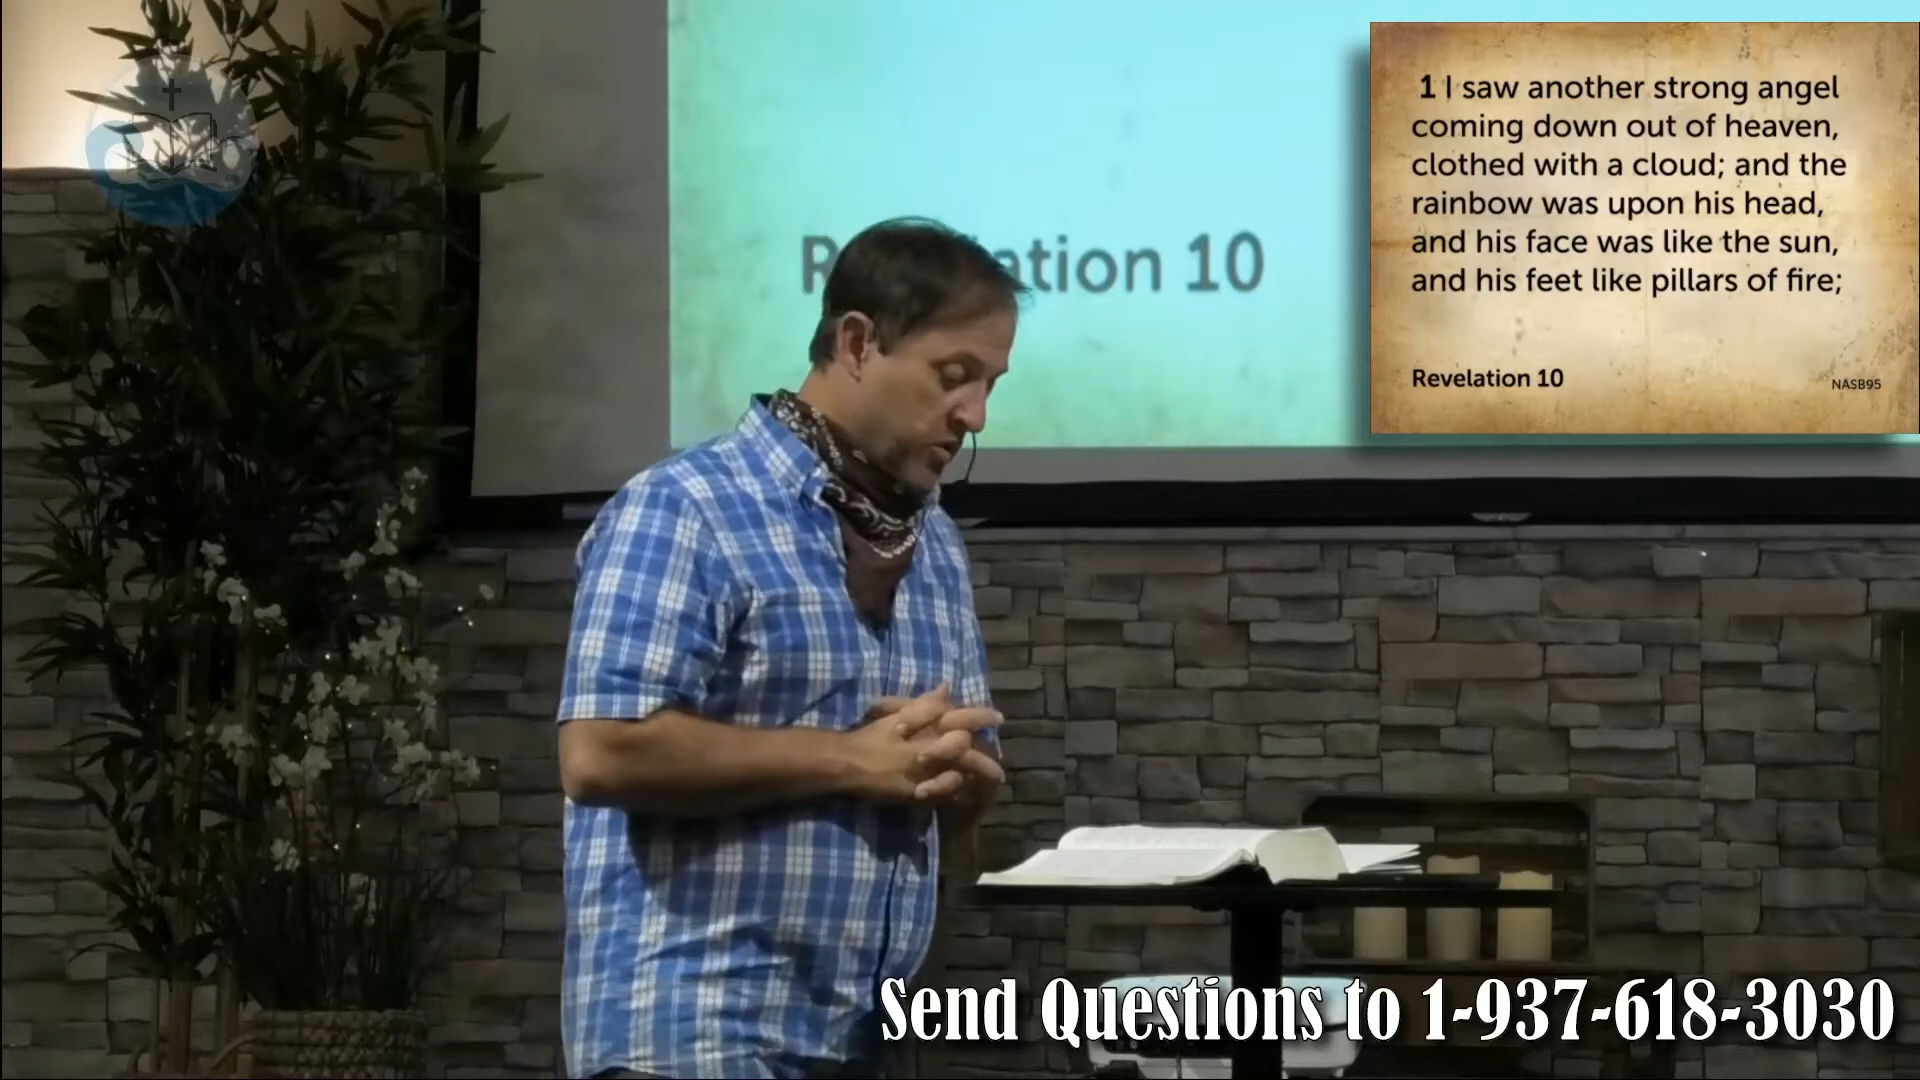 Revelation 10
1 I saw another strong angel
coming down out of heaven,
clothed with a cloud; and the
rainbow was upon his head,
and his face was like the sun,
and his feet like pillars of fire;
Revelation 10
NASB95
Send Questions to 1-937-618-3030